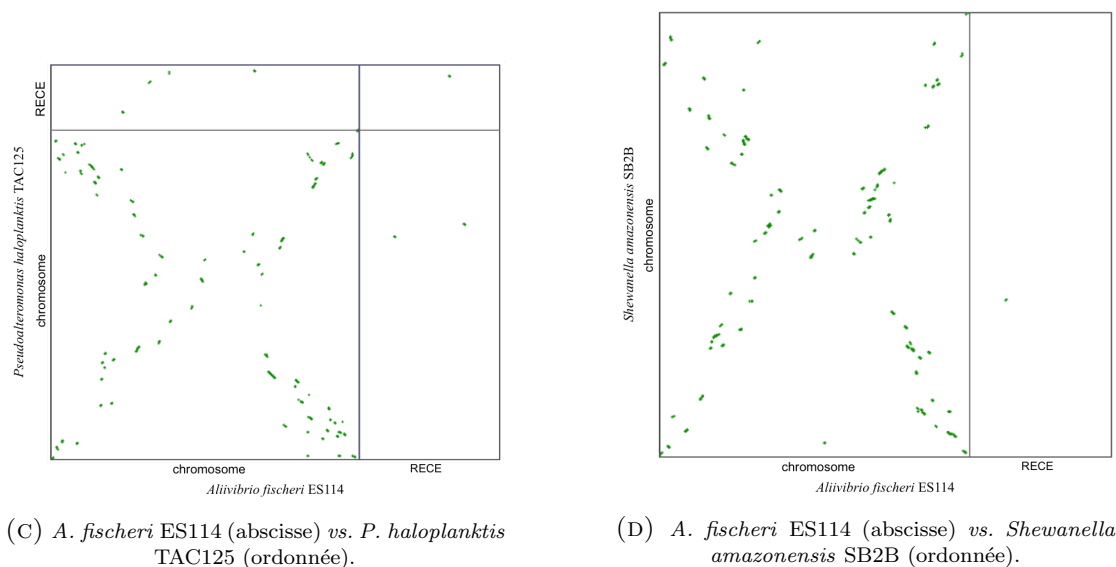 RECE
Pseudoalteromonas haloplanktis TAC125
chromosome
chromosome
RECE
Aliivibrio fischeri ES114
(C) A. fischeri ES114 (abscisse) vs. P. haloplanktis
TAC125 (ordonnée).
Shewanella amazonensis SB2B
chromosome
chromosome
RECE
Aliivibrio fischeri ES114
(D) A. fischeri ES114 (abscisse) vs. Shewanella
amazonensis SB2B (ordonnée).